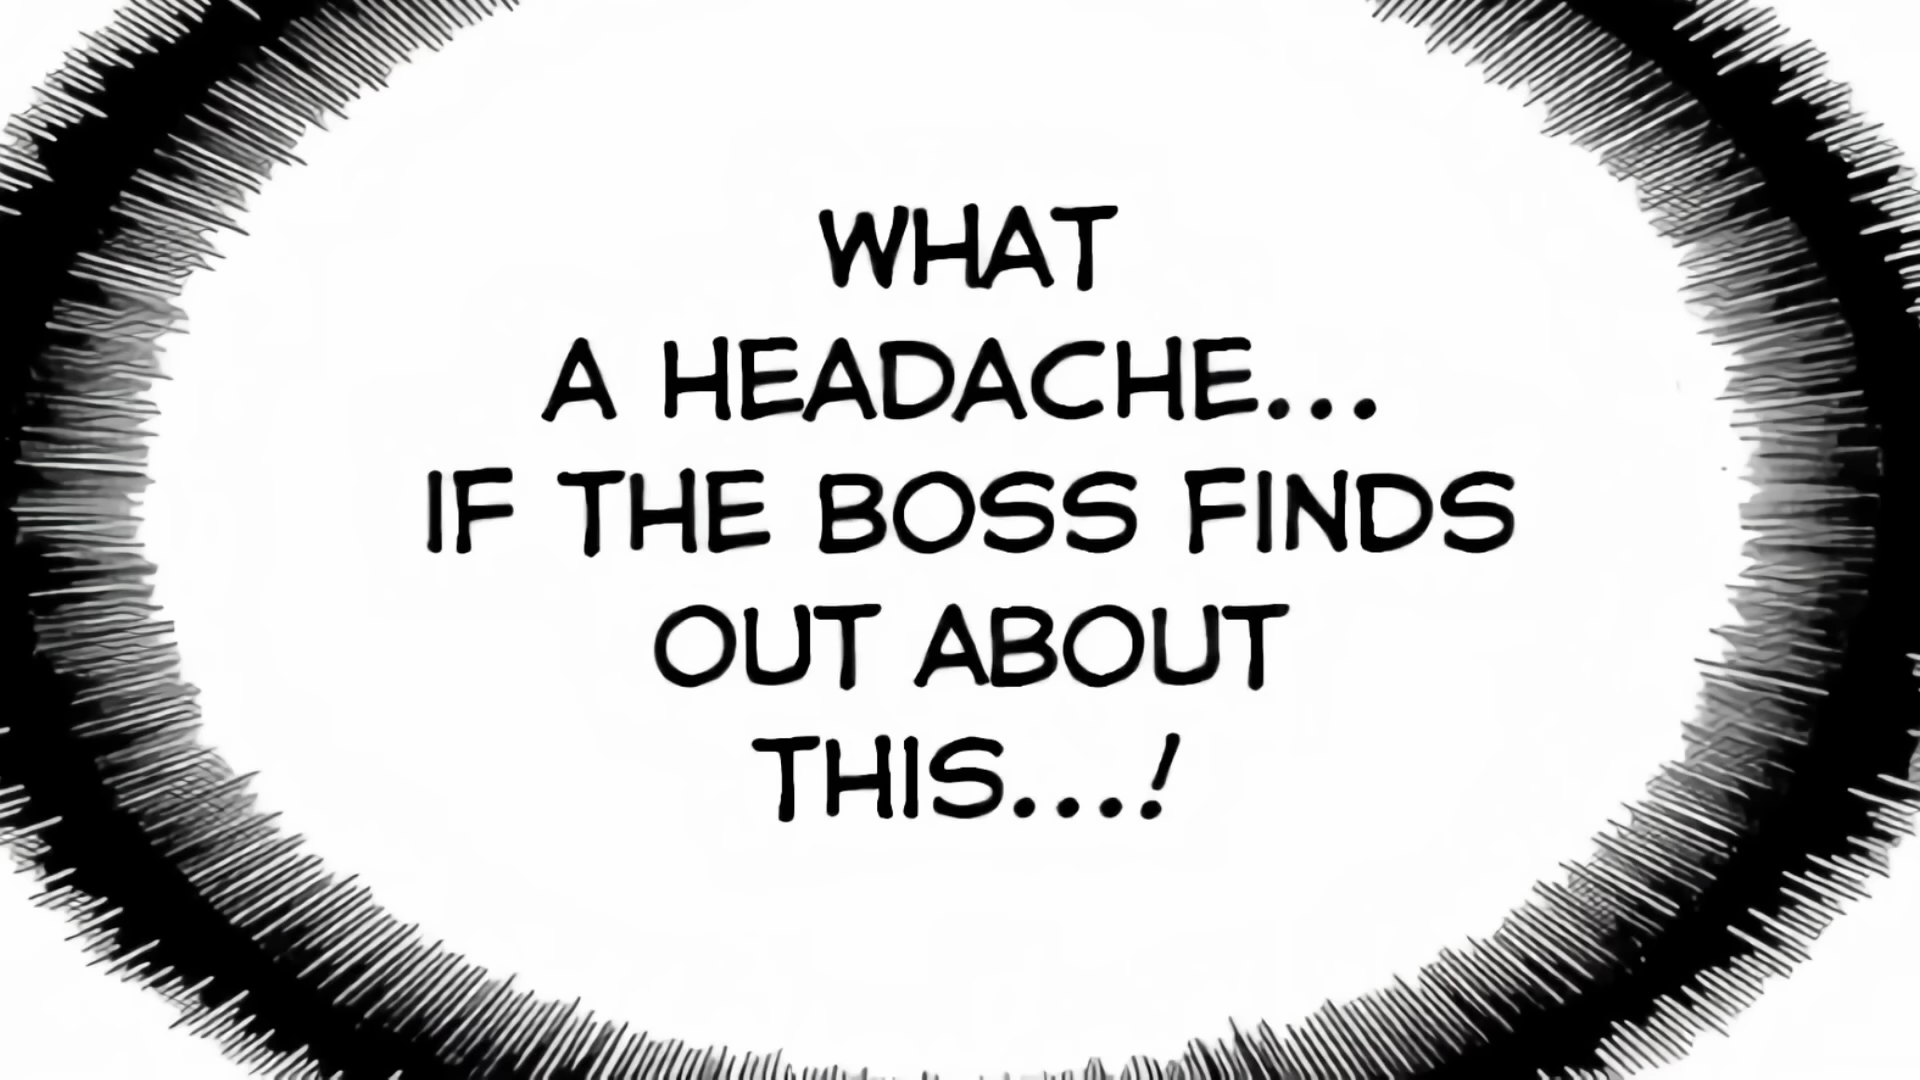 WHAT
A HEADACHE...
IF THE BOSS FINDS
OUT ABOUT
THIS...!